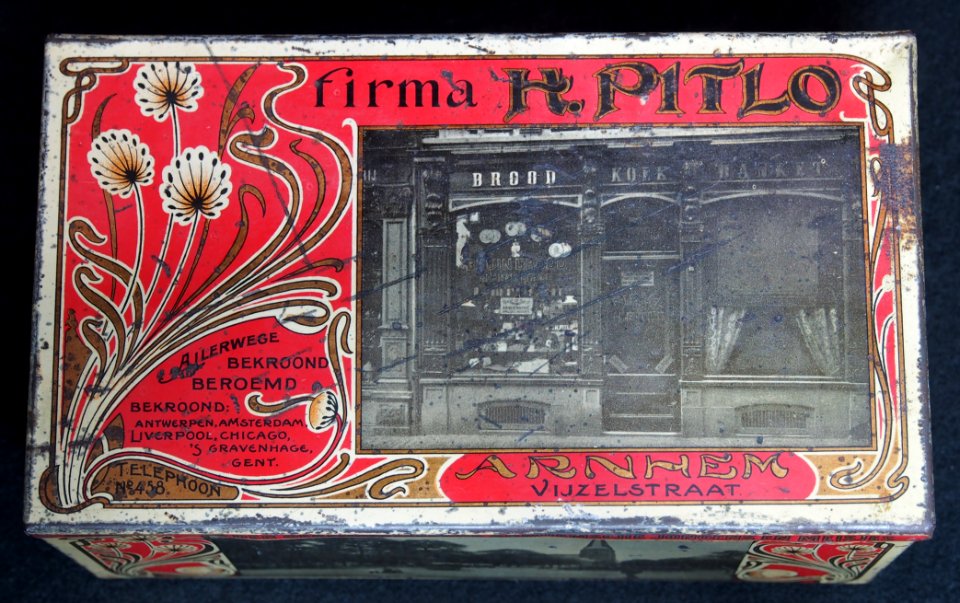 firma H. PITLO
BROOD KOEK BANKET
ALLERWEGE
BEKROOND
BEROEMD
BEKROOND:
ANTWERPEN, AMSTERDAM,
LIVERPOOL, CHICAGO,
'S GRAVENHAGE,
GENT.
TELEPHOON
No. 438.
ARNHEM
VIJZELSTRAAT